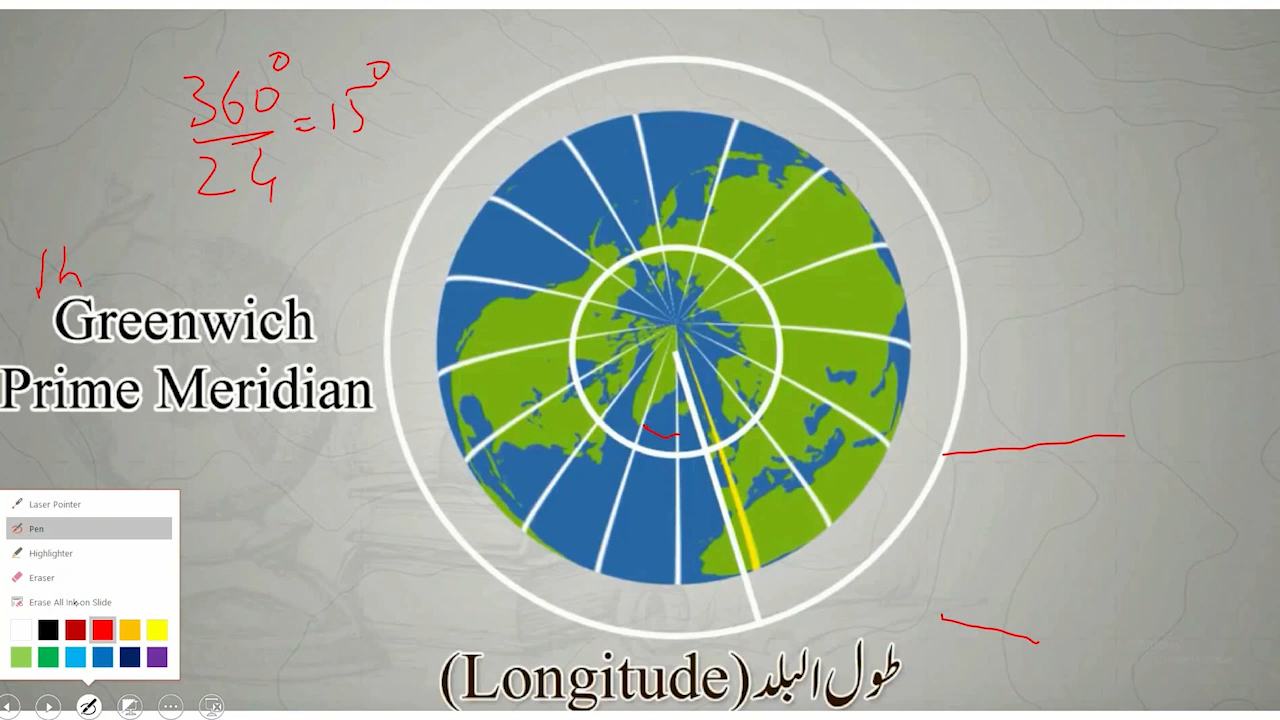 360°
24
= 15°
1h
Greenwich
Prime Meridian
Laser Pointer
Pen
Highlighter
Eraser
Erase All Ink on Slide
(Longitude) طول البلد